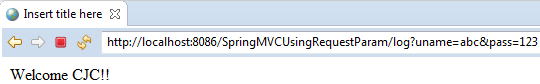 Insert title here
http://localhost:8086/SpringMVCUsingRequestParam/log?uname=abc&pass=123
Welcome CJC!!